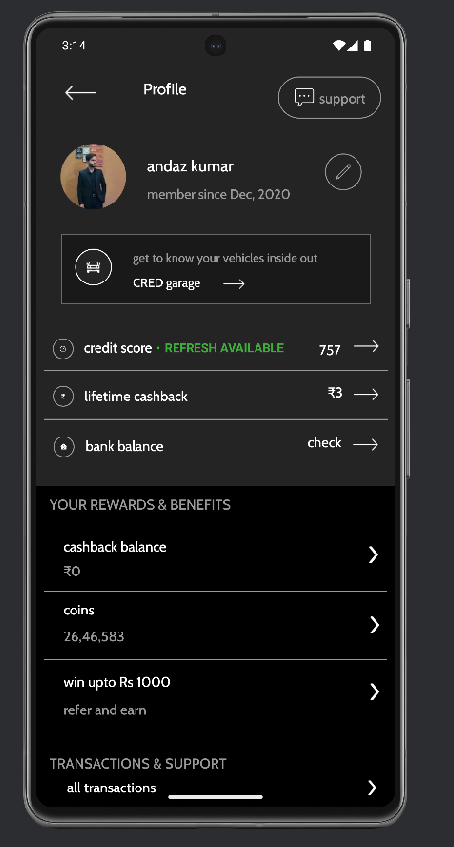 3:14
Profile
support
andaz kumar
member since Dec, 2020
get to know your vehicles inside out
CRED garage
credit score • REFRESH AVAILABLE
757
lifetime cashback
₹3
bank balance
check
YOUR REWARDS & BENEFITS
cashback balance
₹0
coins
26,46,583
win upto Rs 1000
refer and earn
TRANSACTIONS & SUPPORT
all transactions